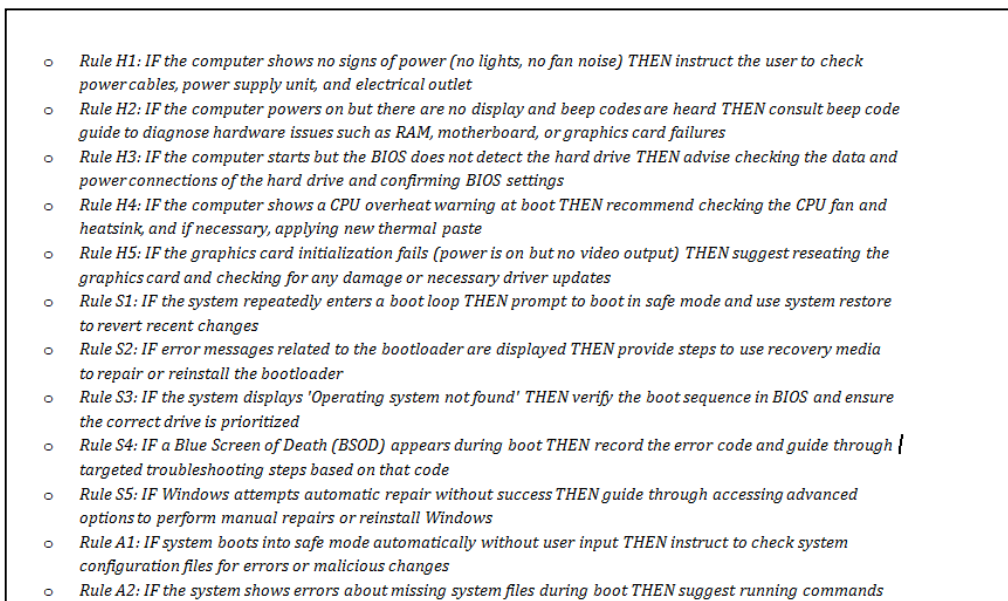 o Rule H1: IF the computer shows no signs of power (no lights, no fan noise) THEN instruct the user to check
power cables, power supply unit, and electrical outlet
o Rule H2: IF the computer powers on but there are no display and beep codes are heard THEN consult beep code
guide to diagnose hardware issues such as RAM, motherboard, or graphics card failures
o Rule H3: IF the computer starts but the BIOS does not detect the hard drive THEN advise checking the data and
power connections of the hard drive and confirming BIOS settings
o Rule H4: IF the computer shows a CPU overheat warning at boot THEN recommend checking the CPU fan and
heatsink, and if necessary, applying new thermal paste
o Rule H5: IF the graphics card initialization fails (power is on but no video output) THEN suggest reseating the
graphics card and checking for any damage or necessary driver updates
o Rule S1: IF the system repeatedly enters a boot loop THEN prompt to boot in safe mode and use system restore
to revert recent changes
o Rule S2: IF error messages related to the bootloader are displayed THEN provide steps to use recovery media
to repair or reinstall the bootloader
o Rule S3: IF the system displays 'Operating system not found' THEN verify the boot sequence in BIOS and ensure
the correct drive is prioritized
o Rule S4: IF a Blue Screen of Death (BSOD) appears during boot THEN record the error code and guide through
targeted troubleshooting steps based on that code
o Rule S5: IF Windows attempts automatic repair without success THEN guide through accessing advanced
options to perform manual repairs or reinstall Windows
o Rule A1: IF system boots into safe mode automatically without user input THEN instruct to check system
configuration files for errors or malicious changes
o Rule A2: IF the system shows errors about missing system files during boot THEN suggest running commands